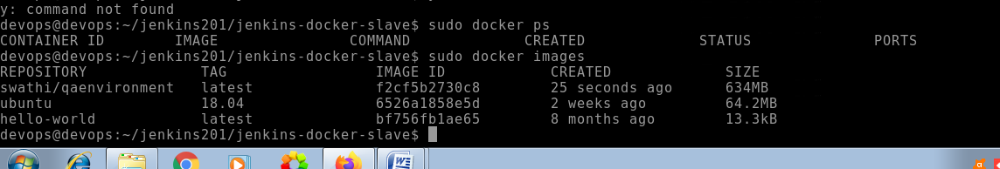 y: command not found
devops@devops:~/jenkins201/jenkins-docker-slave$ sudo docker ps
CONTAINER ID IMAGE COMMAND CREATED STATUS PORTS
devops@devops:~/jenkins201/jenkins-docker-slave$ sudo docker images
REPOSITORY TAG IMAGE ID CREATED SIZE
swathi/qaenvironment latest f2cf5b2730c8 25 seconds ago 634MB
ubuntu 18.04 6526a1858e5d 2 weeks ago 64.2MB
hello-world latest bf756fb1ae65 8 months ago 13.3kB
devops@devops:~/jenkins201/jenkins-docker-slave$